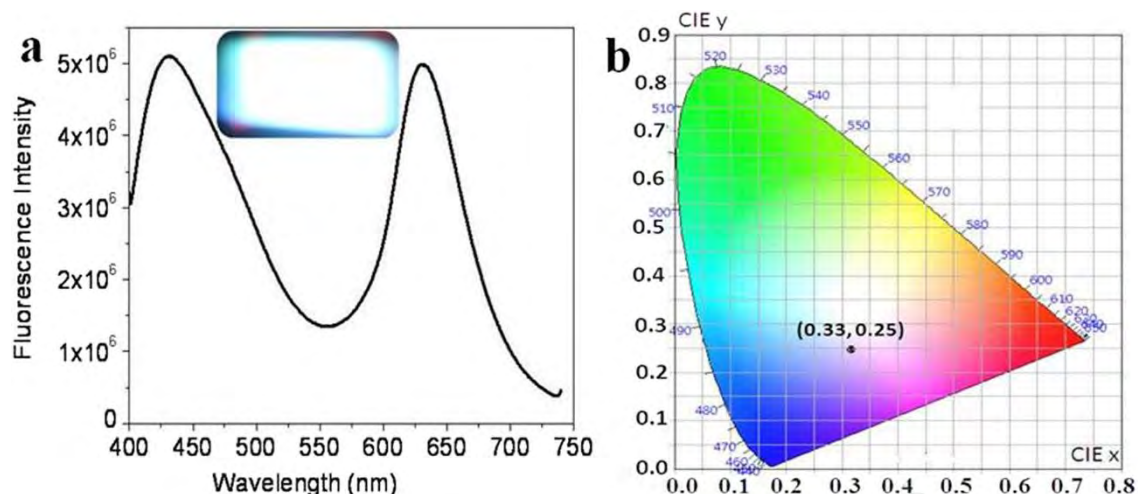 a
Fluorescence Intensity
5x10⁶
4x10⁶
3x10⁶
2x10⁶
1x10⁶
0
400 450 500 550 600 650 700 750
Wavelength (nm)
b
CIE y
0.9
0.8
0.7
0.6
0.5
0.4
0.3
0.2
0.1
0.0
520
530
510
540
550
560
500
570
580
590
600
610
620
490
(0.33, 0.25)
480
470
460
CIE x
0.0 0.1 0.2 0.3 0.4 0.5 0.6 0.7 0.8